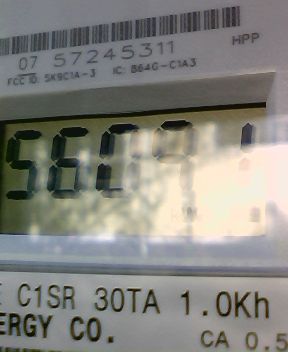 07 57245311
HPP
FCC ID: SK9C1A-3 IC: 864G-C1A3
56091
C1SR 30TA 1.0Kh
ERGY CO.
CA 0.5